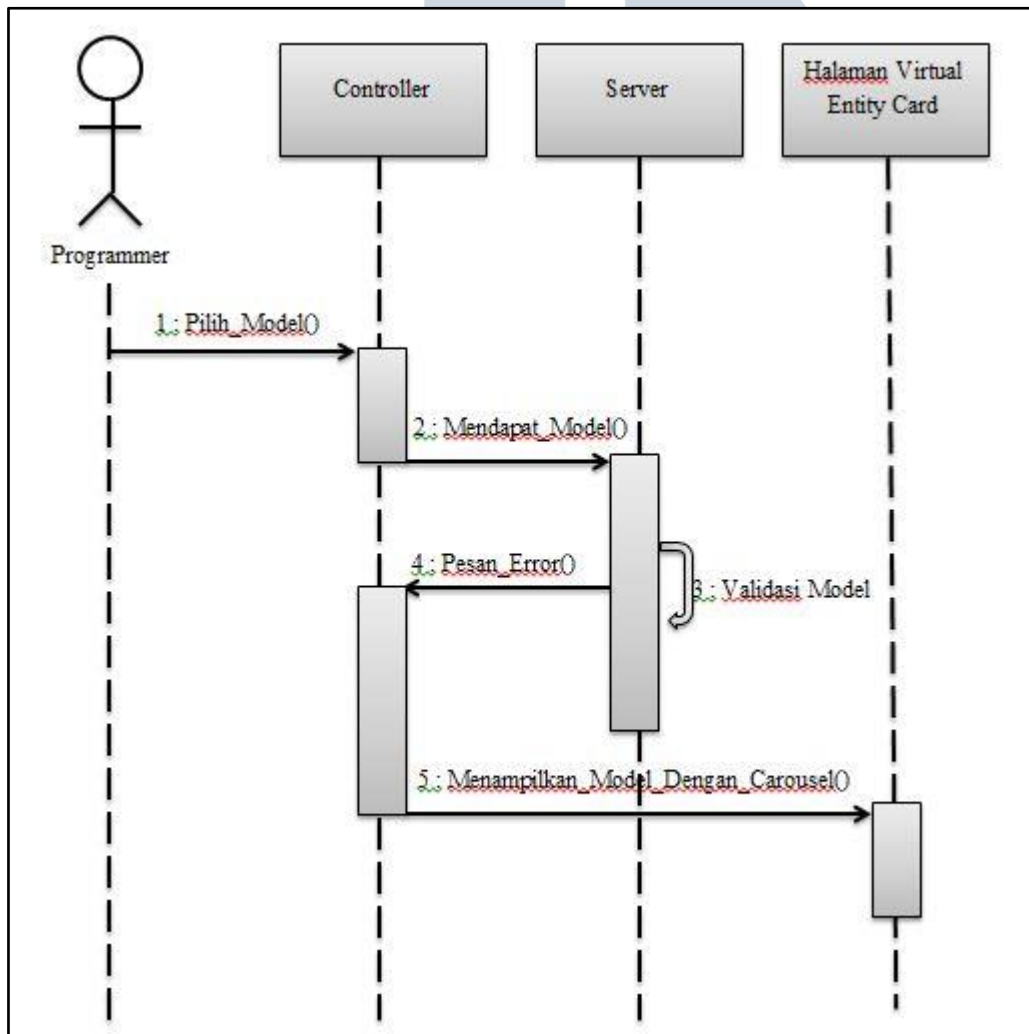 Controller
Server
Halaman Virtual
Entity Card
Programmer
1 : Pilih_Model()
2 : Mendapat_Model()
4 : Pesan_Error()
3 : Validasi Model
5 : Menampilkan_Model_Dengan_Carousel()